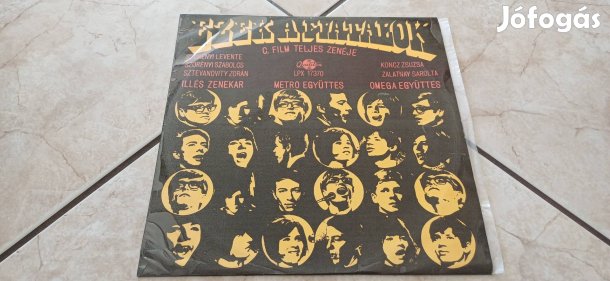 Jófogás
EZEK A FIATALOK
C. FILM TELJES ZENÉJE
SZÖRÉNYI LEVENTE
SZÖRÉNYI SZABOLCS
SZTEVANOVITY ZORÁN
LPX 17370
KONCZ ZSUZSA
ZALATNAY SAROLTA
ILLÉS ZENEKAR METRO EGYÜTTES OMEGA EGYÜTTES